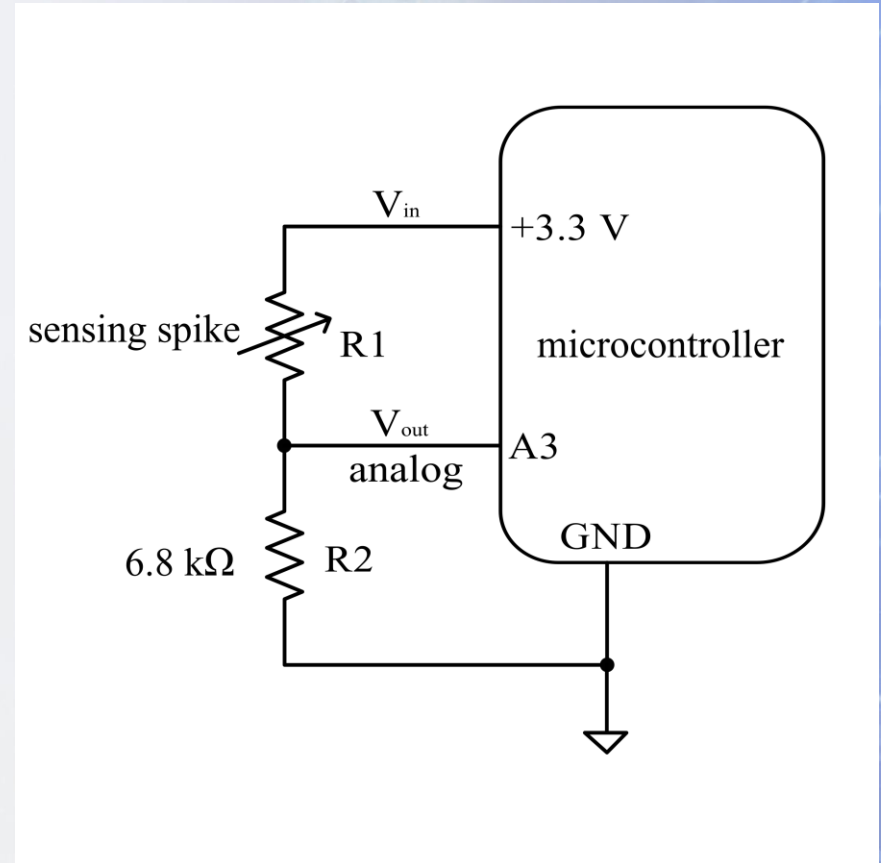 Vin
+3.3 V
sensing spike
R1
microcontroller
Vout
analog
A3
GND
6.8 kΩ
R2